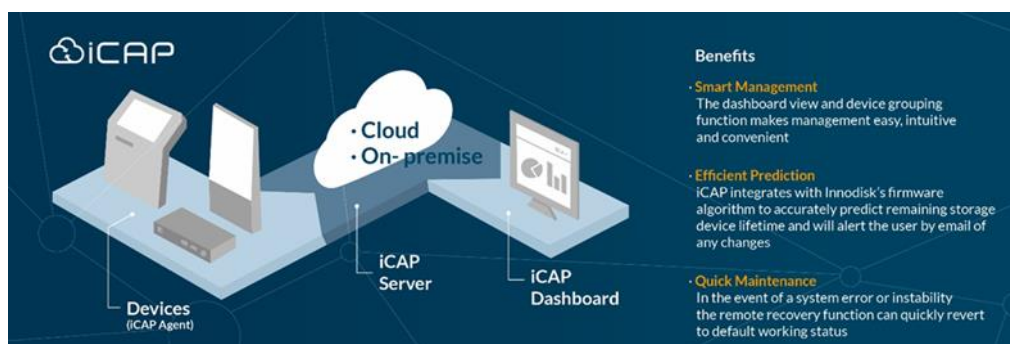 iCAP
· Cloud
· On- premise
Devices
(iCAP Agent)
iCAP
Server
iCAP
Dashboard
Benefits
· Smart Management
The dashboard view and device grouping
function makes management easy, intuitive
and convenient
· Efficient Prediction
iCAP integrates with Innodisk's firmware
algorithm to accurately predict remaining storage
device lifetime and will alert the user by email of
any changes
· Quick Maintenance
In the event of a system error or instability
the remote recovery function can quickly revert
to default working status